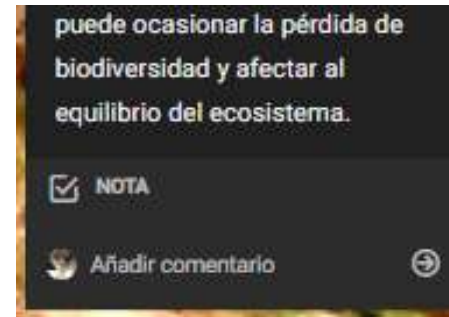 puede ocasionar la pérdida de
biodiversidad y afectar al
equilibrio del ecosistema.
NOTA
Añadir comentario